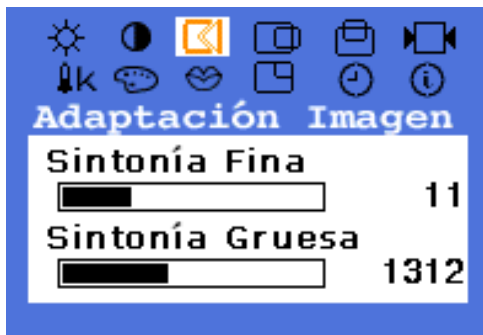 K
Adaptación Imagen
Sintonía Fina
11
Sintonía Gruesa
1312